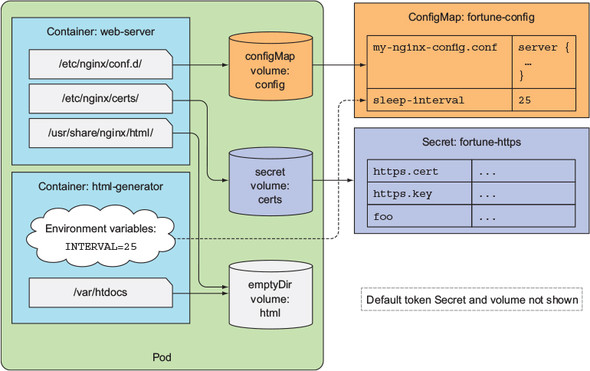 Container: web-server
/etc/nginx/conf.d/
/etc/nginx/certs/
/usr/share/nginx/html/
Container: html-generator
Environment variables:
INTERVAL=25
/var/htdocs
configMap
volume:
config
secret
volume:
certs
emptyDir
volume:
html
Pod
ConfigMap: fortune-config
my-nginx-config.conf
server {
…
}
sleep-interval
25
Secret: fortune-https
https.cert
...
https.key
...
foo
...
Default token Secret and volume not shown